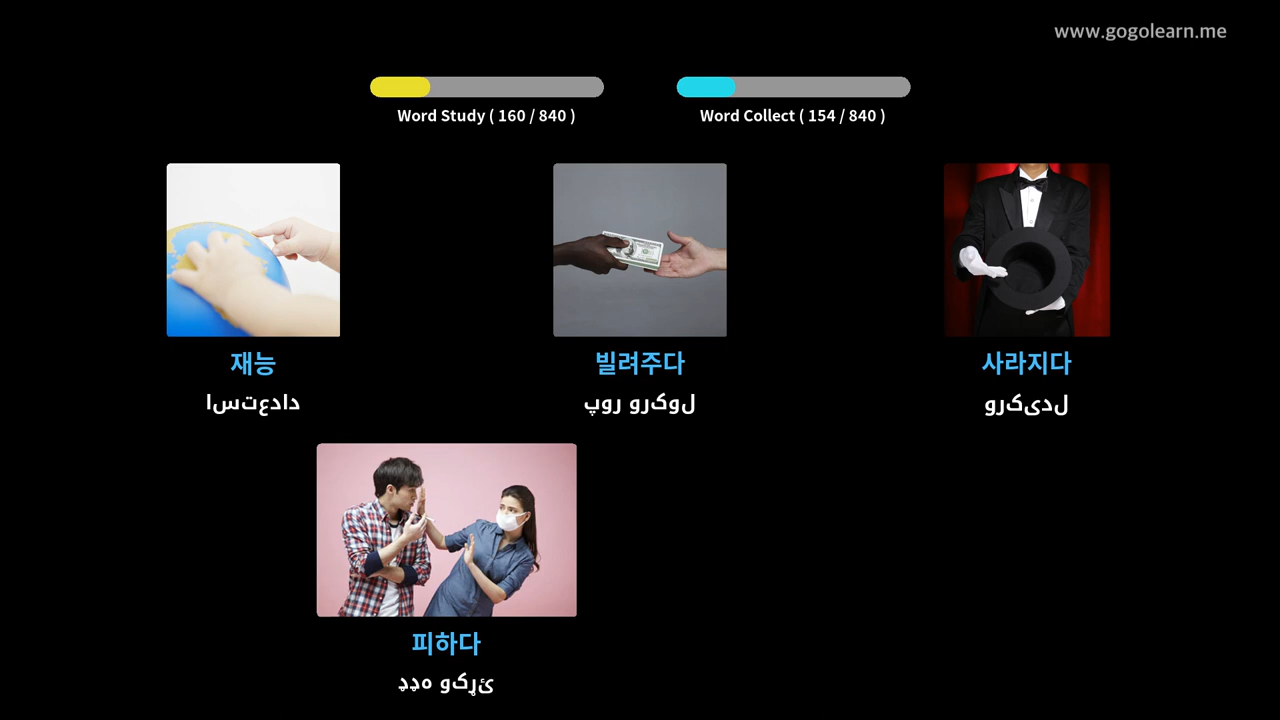 www.gogolearn.me
Word Study ( 160 / 840 )
Word Collect ( 154 / 840 )
재능
استعداد
빌려주다
پور ورکول
사라지다
ورکیدل
피하다
ډډه وکړئ